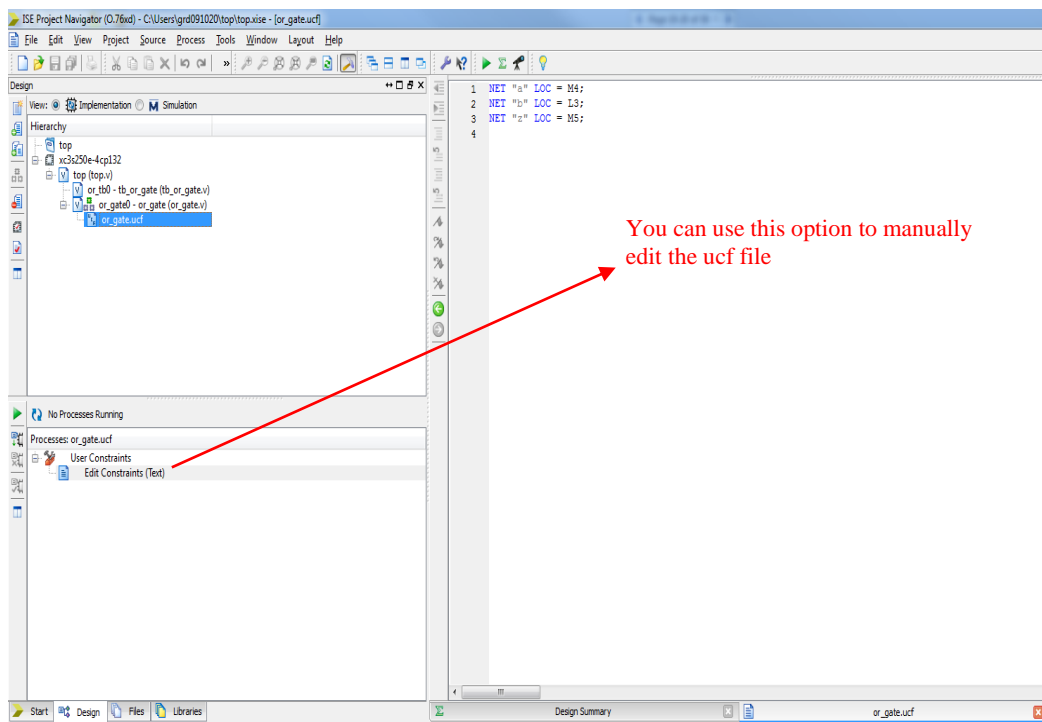 ISE Project Navigator (O.76xd) - C:\Users\grd091020\top\top.xise - [or_gate.ucf]
File Edit View Project Source Process Tools Window Layout Help
Design
View: Implementation Simulation
Hierarchy
top
xc3s250e-4cp132
top (top.v)
or_tb0 - tb_or_gate (tb_or_gate.v)
or_gate0 - or_gate (or_gate.v)
or_gate.ucf
No Processes Running
Processes: or_gate.ucf
User Constraints
Edit Constraints (Text)
Start Design Files Libraries
1 NET "a" LOC = M4;
2 NET "b" LOC = L3;
3 NET "z" LOC = M5;
4
You can use this option to manually
edit the ucf file
Design Summary
or_gate.ucf